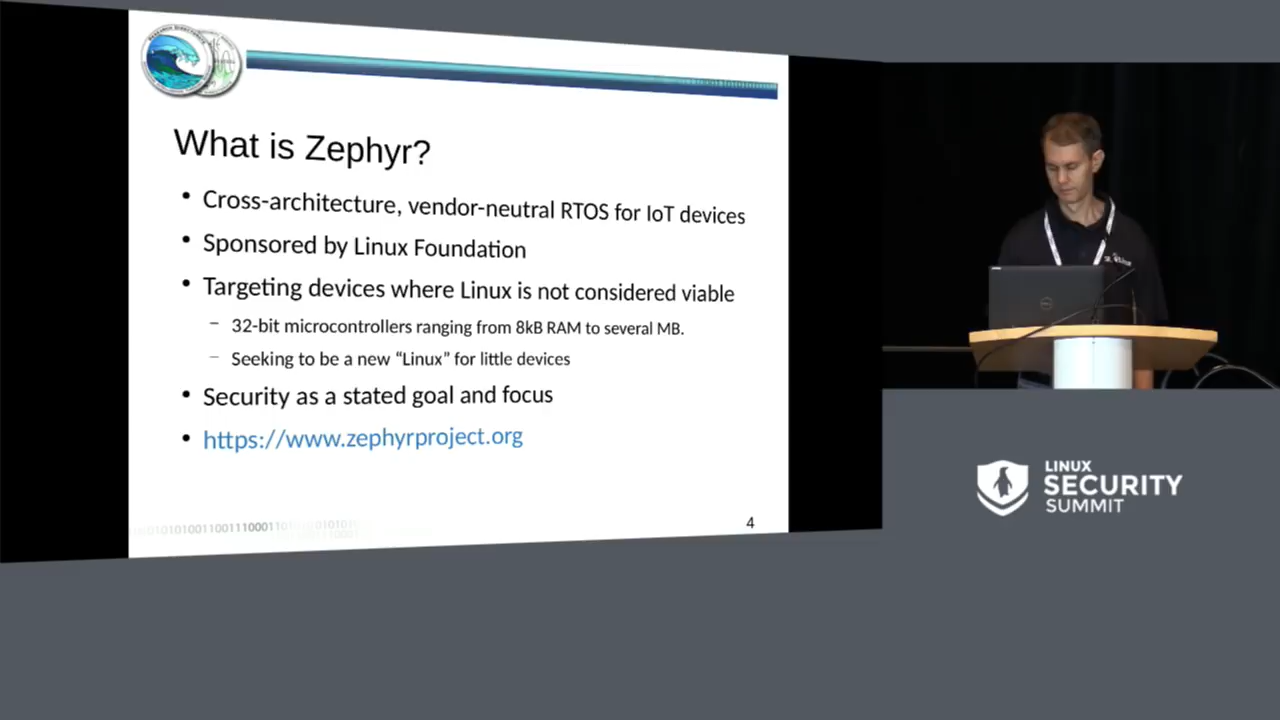 What is Zephyr?
• Cross-architecture, vendor-neutral RTOS for IoT devices
• Sponsored by Linux Foundation
• Targeting devices where Linux is not considered viable
– 32-bit microcontrollers ranging from 8kB RAM to several MB.
– Seeking to be a new “Linux” for little devices
• Security as a stated goal and focus
• https://www.zephyrproject.org
4
LINUX
SECURITY
SUMMIT